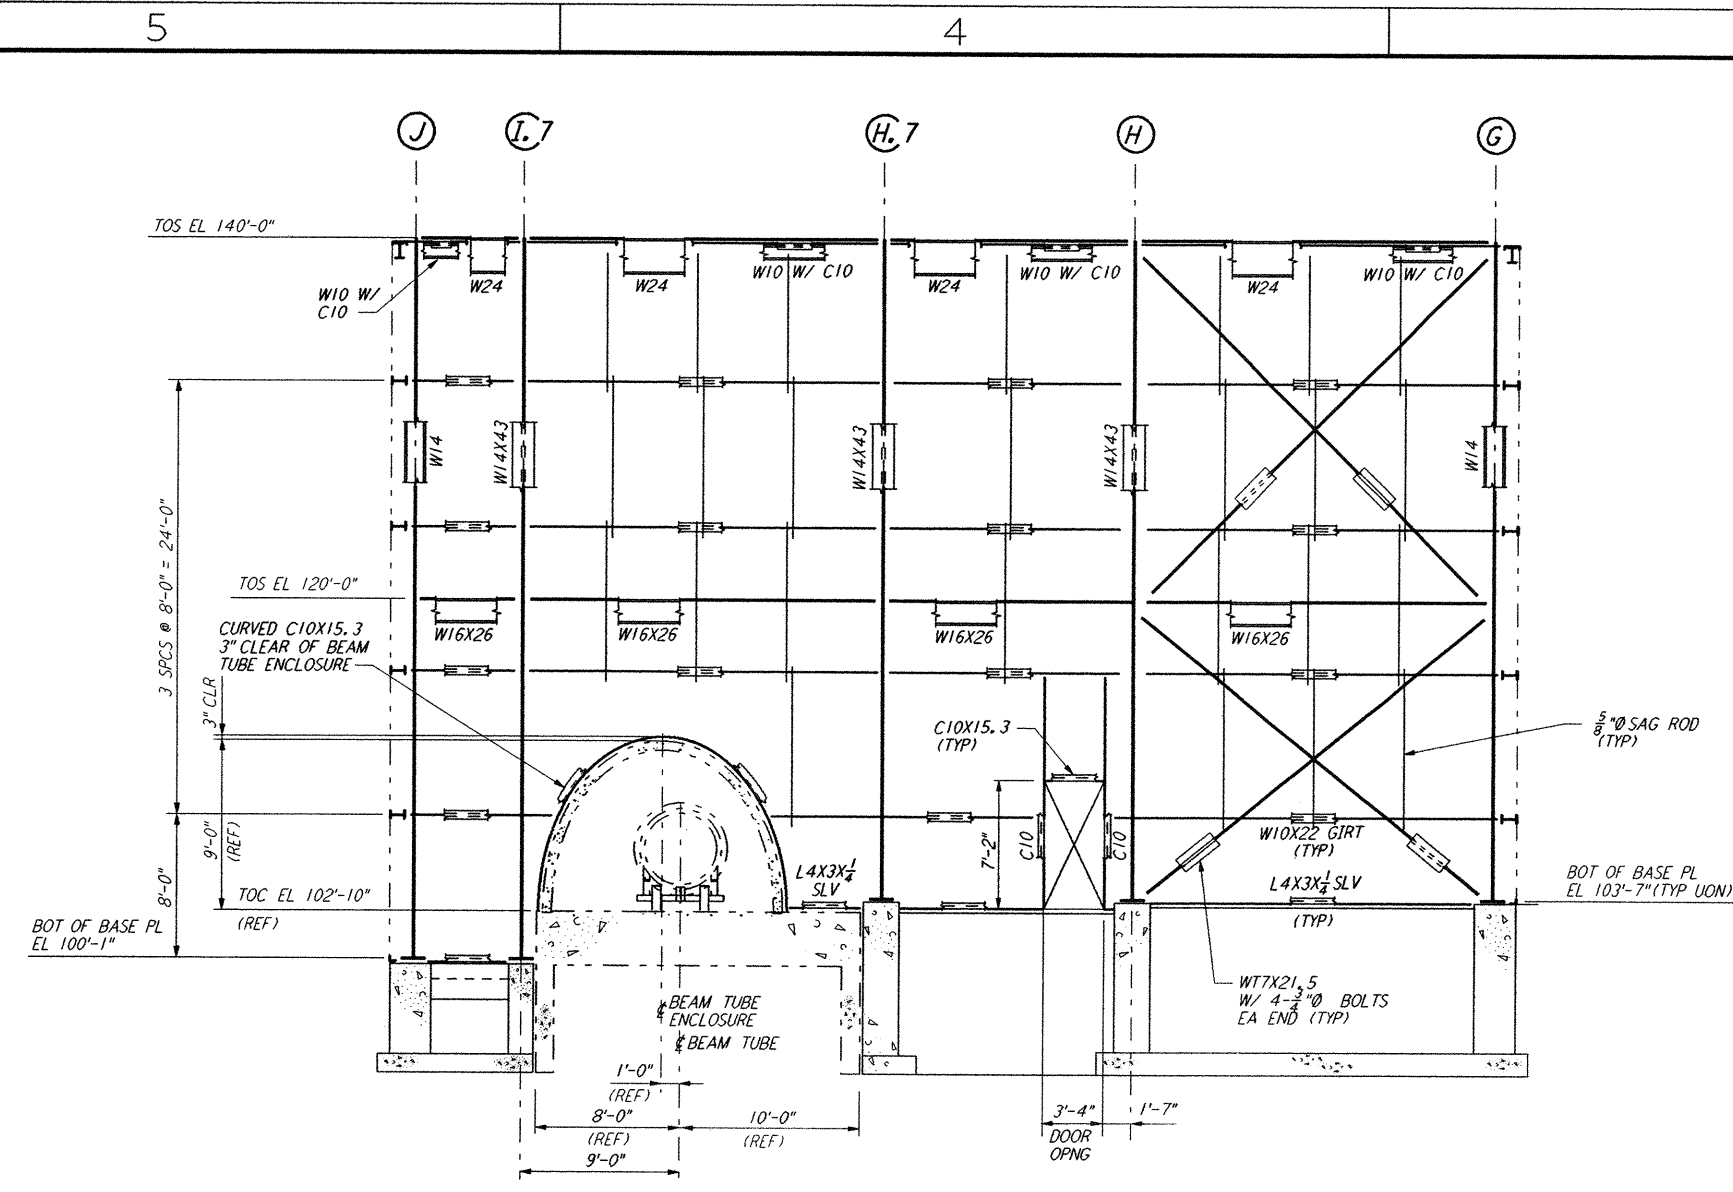 5
4
J
I.7
H.7
H
G
TOS EL 140'-0"
W10 W/
C10
W24
W24
W10 W/ C10
W24
W10 W/ C10
W24
W10 W/ C10
W14
W14X43
W14X43
W14X43
W14
3 SPCS @ 8'-0" = 24'-0"
TOS EL 120'-0"
W16X26
W16X26
W16X26
W16X26
CURVED C10X15.3
3" CLEAR OF BEAM
TUBE ENCLOSURE
3" CLR
C10X15.3
(TYP)
5/8"Ø SAG ROD
(TYP)
9'-0"
(REF)
8'-0"
7'-2"
C10
C10
W10X22 GIRT
(TYP)
L4X3X1/4
SLV
L4X3X1/4 SLV
(TYP)
TOC EL 102'-10"
(REF)
BOT OF BASE PL
EL 100'-1"
BOT OF BASE PL
EL 103'-7"(TYP UON)
WT7X21.5
W/ 4-3/4"Ø BOLTS
EA END (TYP)
℄ BEAM TUBE
ENCLOSURE
℄ BEAM TUBE
1'-0"
(REF)
8'-0"
(REF)
10'-0"
(REF)
9'-0"
3'-4"
DOOR
OPNG
1'-7"